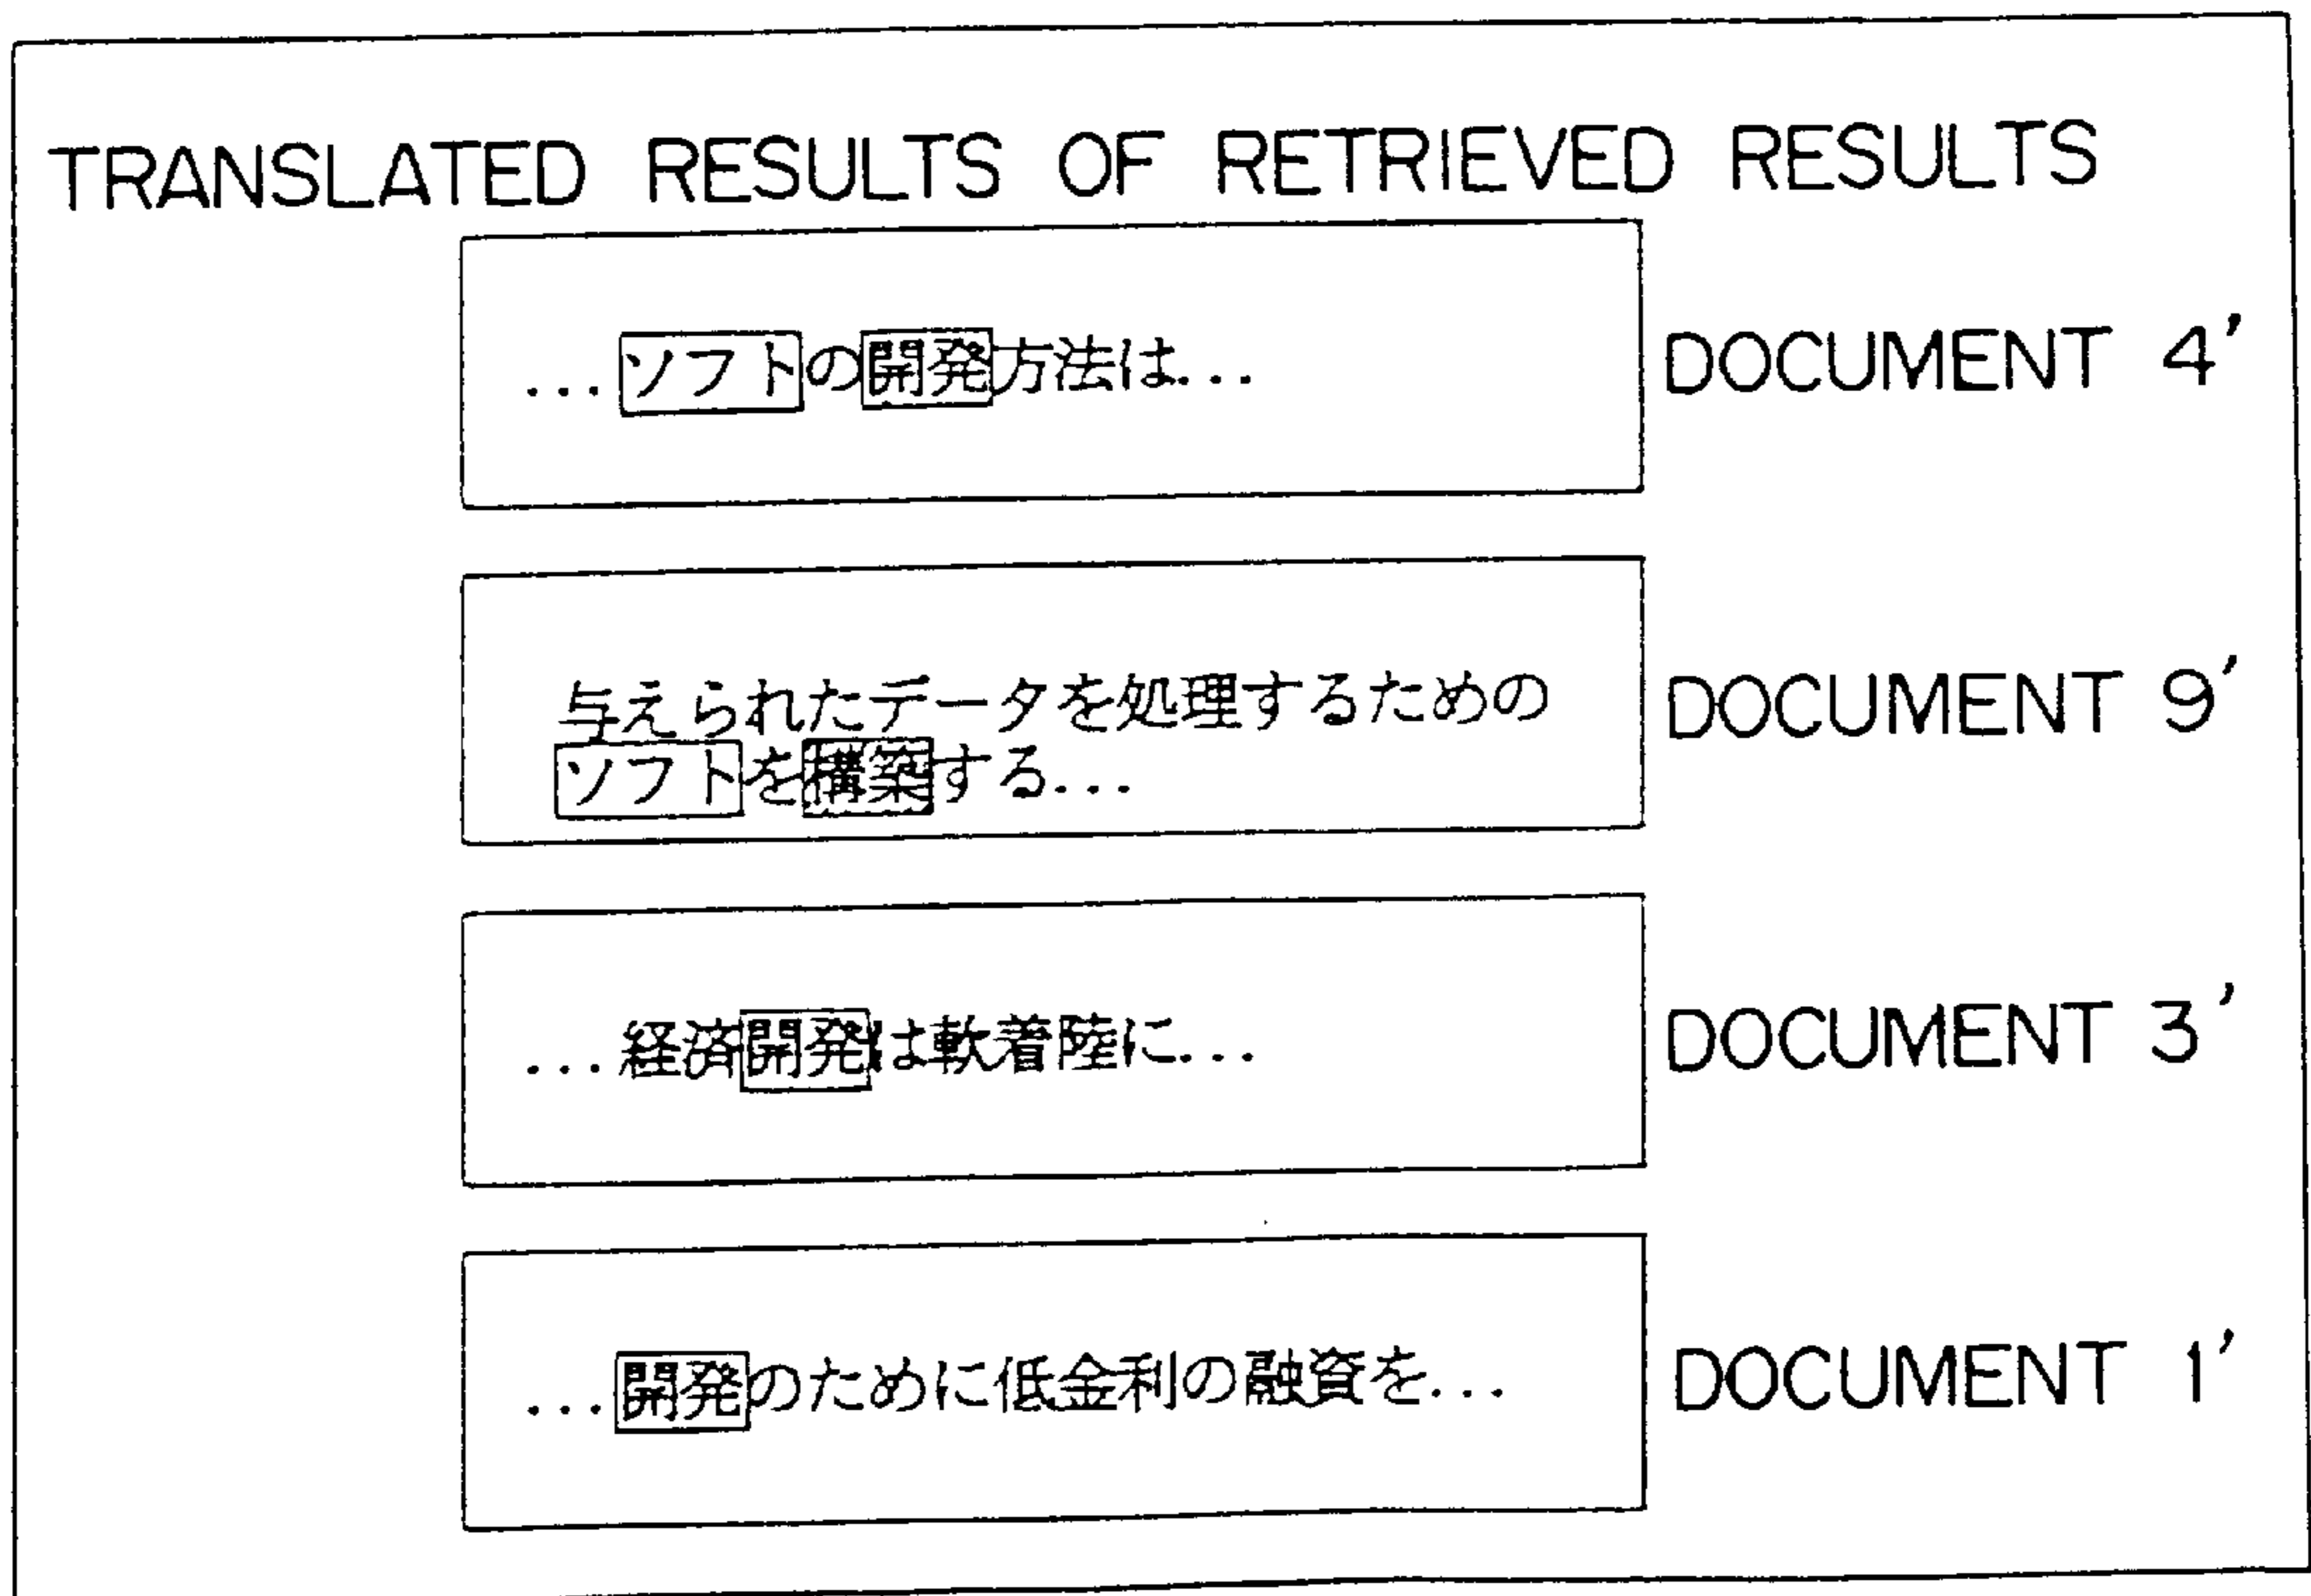 TRANSLATED RESULTS OF RETRIEVED RESULTS
...ソフトの開発方法は... DOCUMENT 4'
与えられたデータを処理するための DOCUMENT 9'
ソフトを構築する...
...経済開発は軟着陸に... DOCUMENT 3'
...開発のために低金利の融資を... DOCUMENT 1'